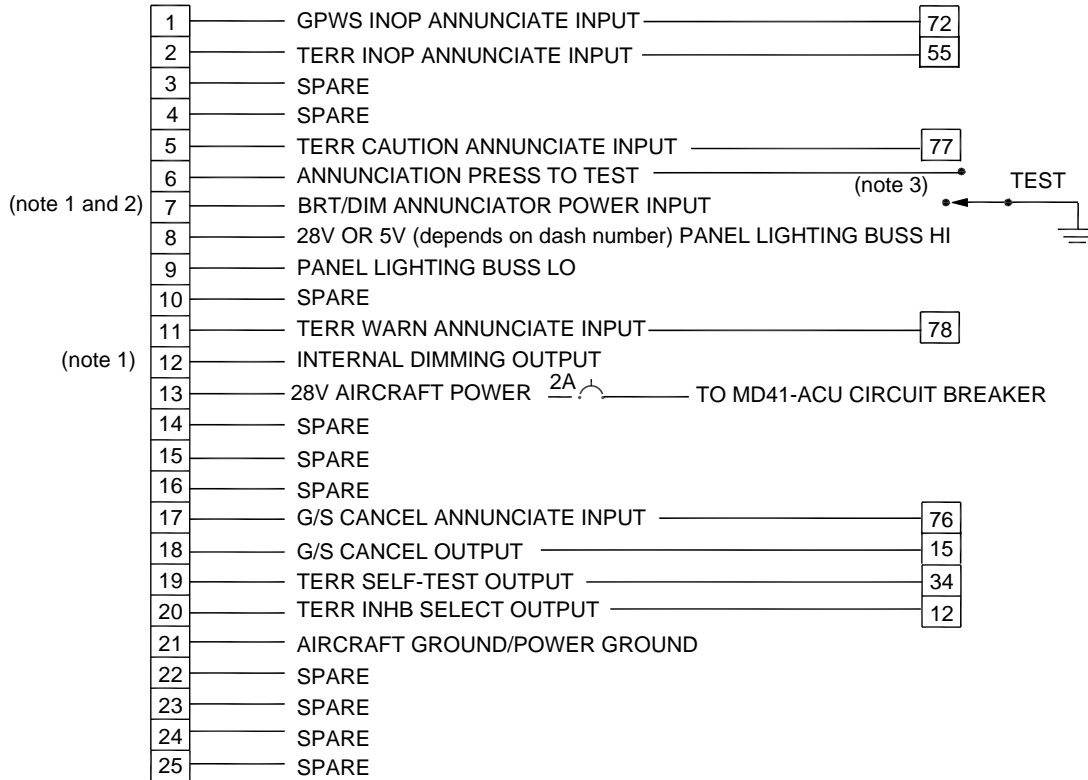 1 GPWS INOP ANNUNCIATE INPUT 72
2 TERR INOP ANNUNCIATE INPUT 55
3 SPARE
4 SPARE
5 TERR CAUTION ANNUNCIATE INPUT 77
6 ANNUNCIATION PRESS TO TEST (note 3) TEST
(note 1 and 2) 7 BRT/DIM ANNUNCIATOR POWER INPUT
8 28V OR 5V (depends on dash number) PANEL LIGHTING BUSS HI
9 PANEL LIGHTING BUSS LO
10 SPARE
11 TERR WARN ANNUNCIATE INPUT 78
(note 1) 12 INTERNAL DIMMING OUTPUT
13 28V AIRCRAFT POWER 2A TO MD41-ACU CIRCUIT BREAKER
14 SPARE
15 SPARE
16 SPARE
17 G/S CANCEL ANNUNCIATE INPUT 76
18 G/S CANCEL OUTPUT 15
19 TERR SELF-TEST OUTPUT 34
20 TERR INHB SELECT OUTPUT 12
21 AIRCRAFT GROUND/POWER GROUND
22 SPARE
23 SPARE
24 SPARE
25 SPARE